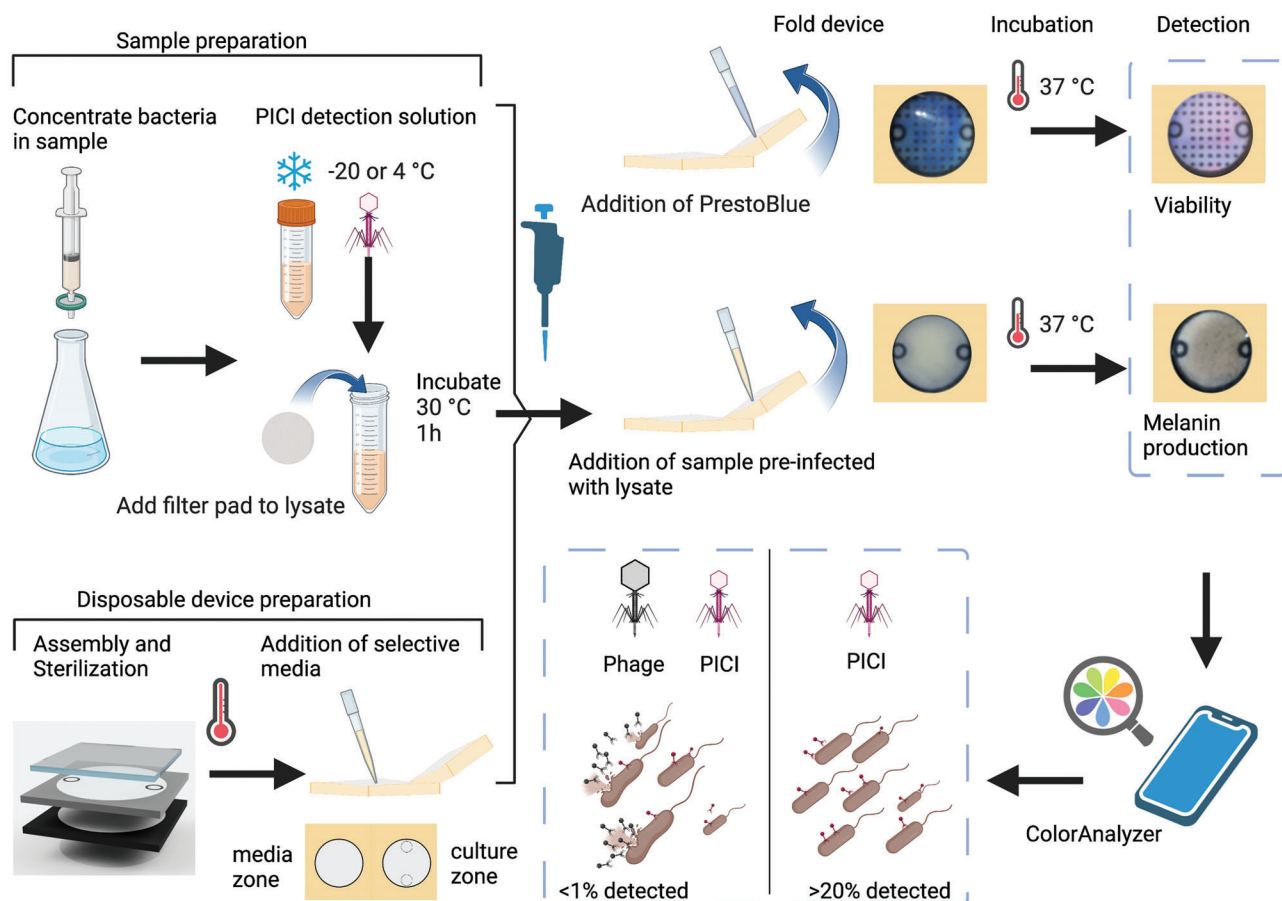 Sample preparation
Concentrate bacteria
in sample
PICI detection solution
-20 or 4 °C
Incubate
30 °C
1h
Add filter pad to lysate
Disposable device preparation
Assembly and
Sterilization
Addition of selective
media
media
zone
culture
zone
Fold device
Incubation
Detection
37 °C
Addition of PrestoBlue
Viability
37 °C
Addition of sample pre-infected
with lysate
Melanin
production
Phage
PICI
PICI
<1% detected
>20% detected
ColorAnalyzer